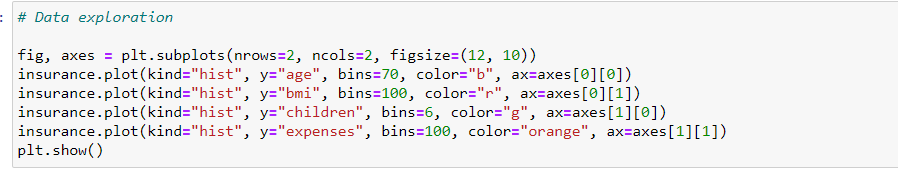 : # Data exploration
fig, axes = plt.subplots(nrows=2, ncols=2, figsize=(12, 10))
insurance.plot(kind="hist", y="age", bins=70, color="b", ax=axes[0][0])
insurance.plot(kind="hist", y="bmi", bins=100, color="r", ax=axes[0][1])
insurance.plot(kind="hist", y="children", bins=6, color="g", ax=axes[1][0])
insurance.plot(kind="hist", y="expenses", bins=100, color="orange", ax=axes[1][1])
plt.show()